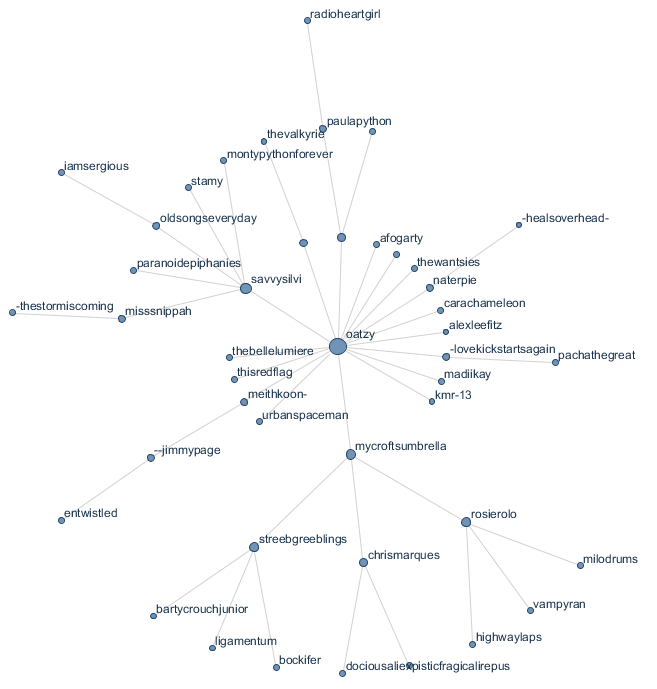 radioheartgirl
paulapython
thevalkyrie
montypythonforever
iamsergious
stamy
oldsongseveryday
-healsoverhead-
afogarty
paranoidepiphanies
thewantsies
savvysilvi
naterpie
-thestormiscoming
misssnippah
carachameleon
alexleefitz
oatzy
thebellelumiere
-lovekickstartsagain
pachathegreat
thisredflag
madiikay
meithkoon-
kmr-13
urbanspaceman
--jimmypage
mycroftsumbrella
entwistled
rosierolo
streebgreeblings
chrismarques
milodrums
bartycrouchjunior
vampyran
ligamentum
highwaylaps
bockifer